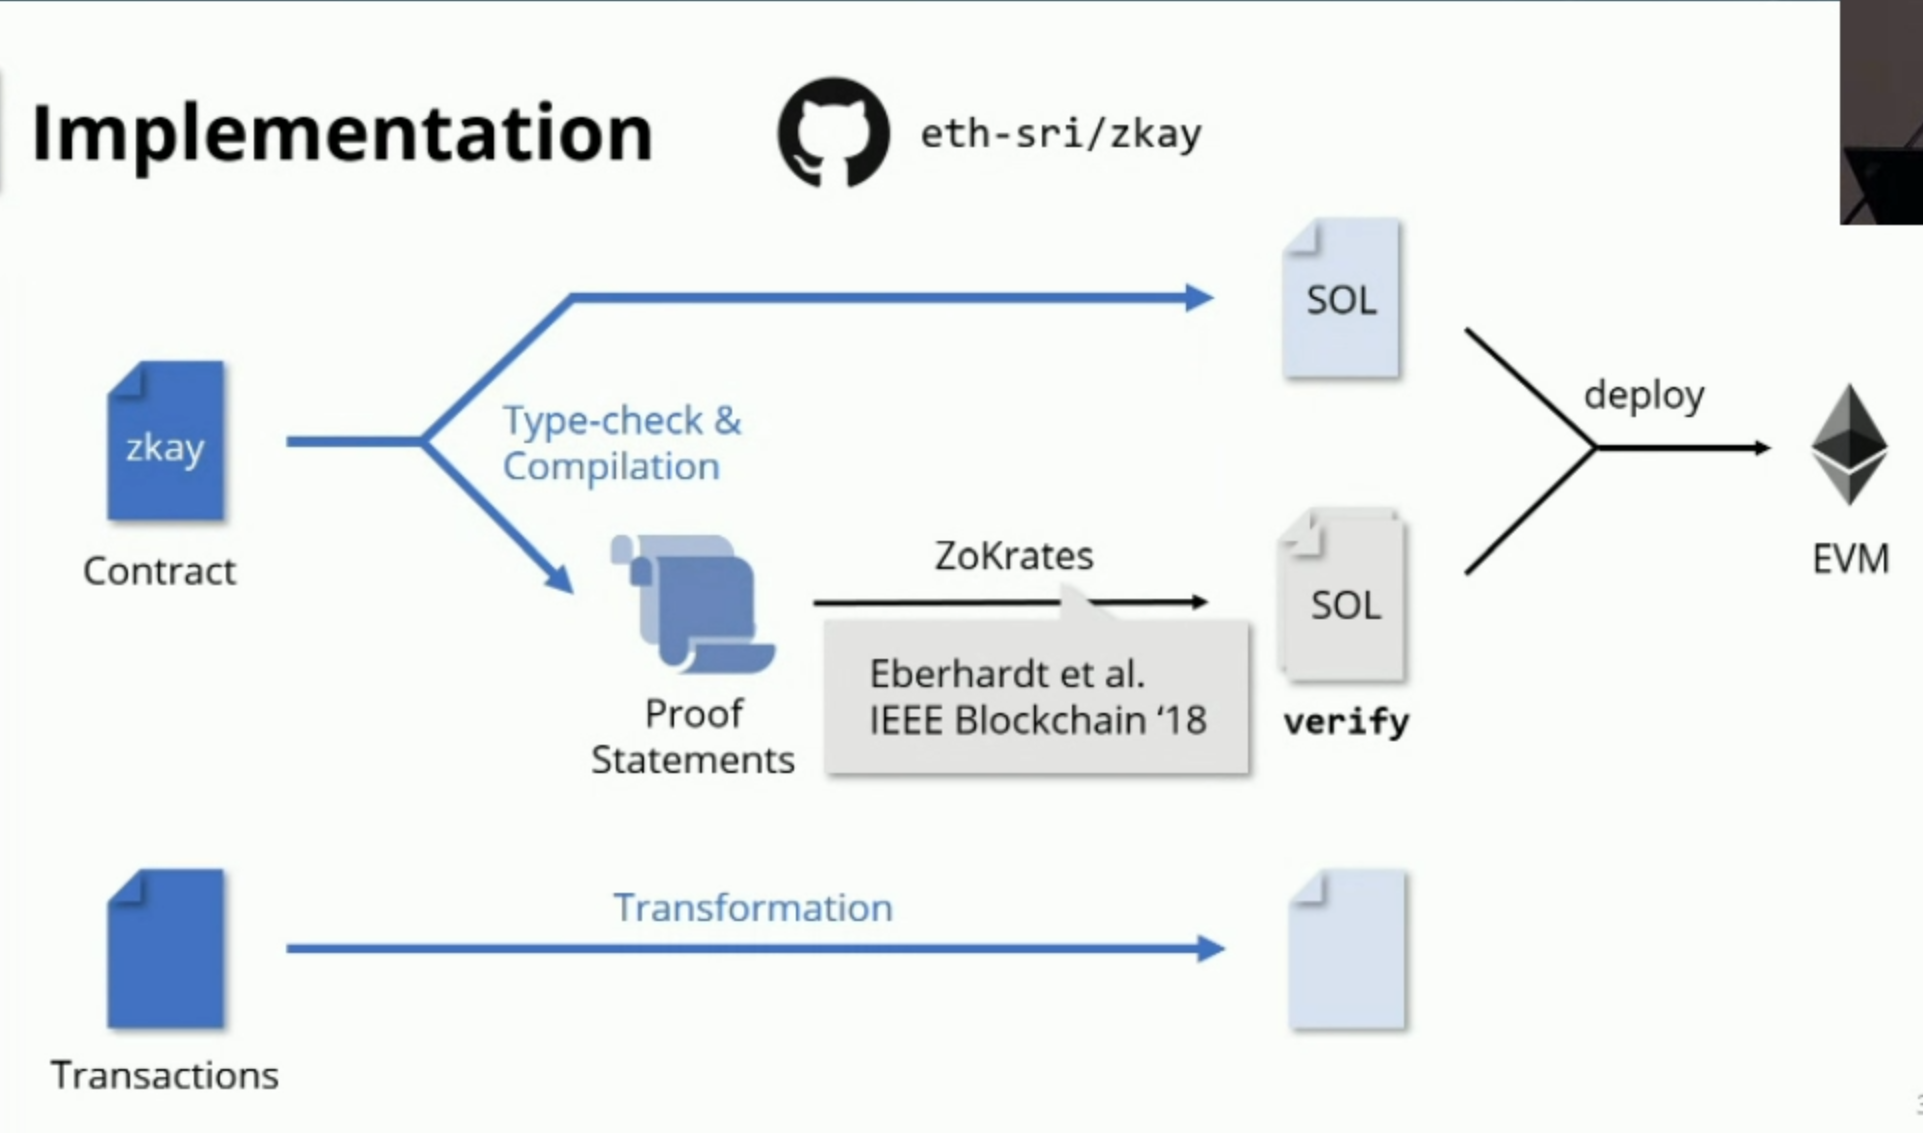 Implementation
eth-sri/zkay
SOL
zkay
Contract
Type-check &
Compilation
deploy
EVM
ZoKrates
Proof
Statements
Eberhardt et al.
IEEE Blockchain ‘18
SOL
verify
Transformation
Transactions